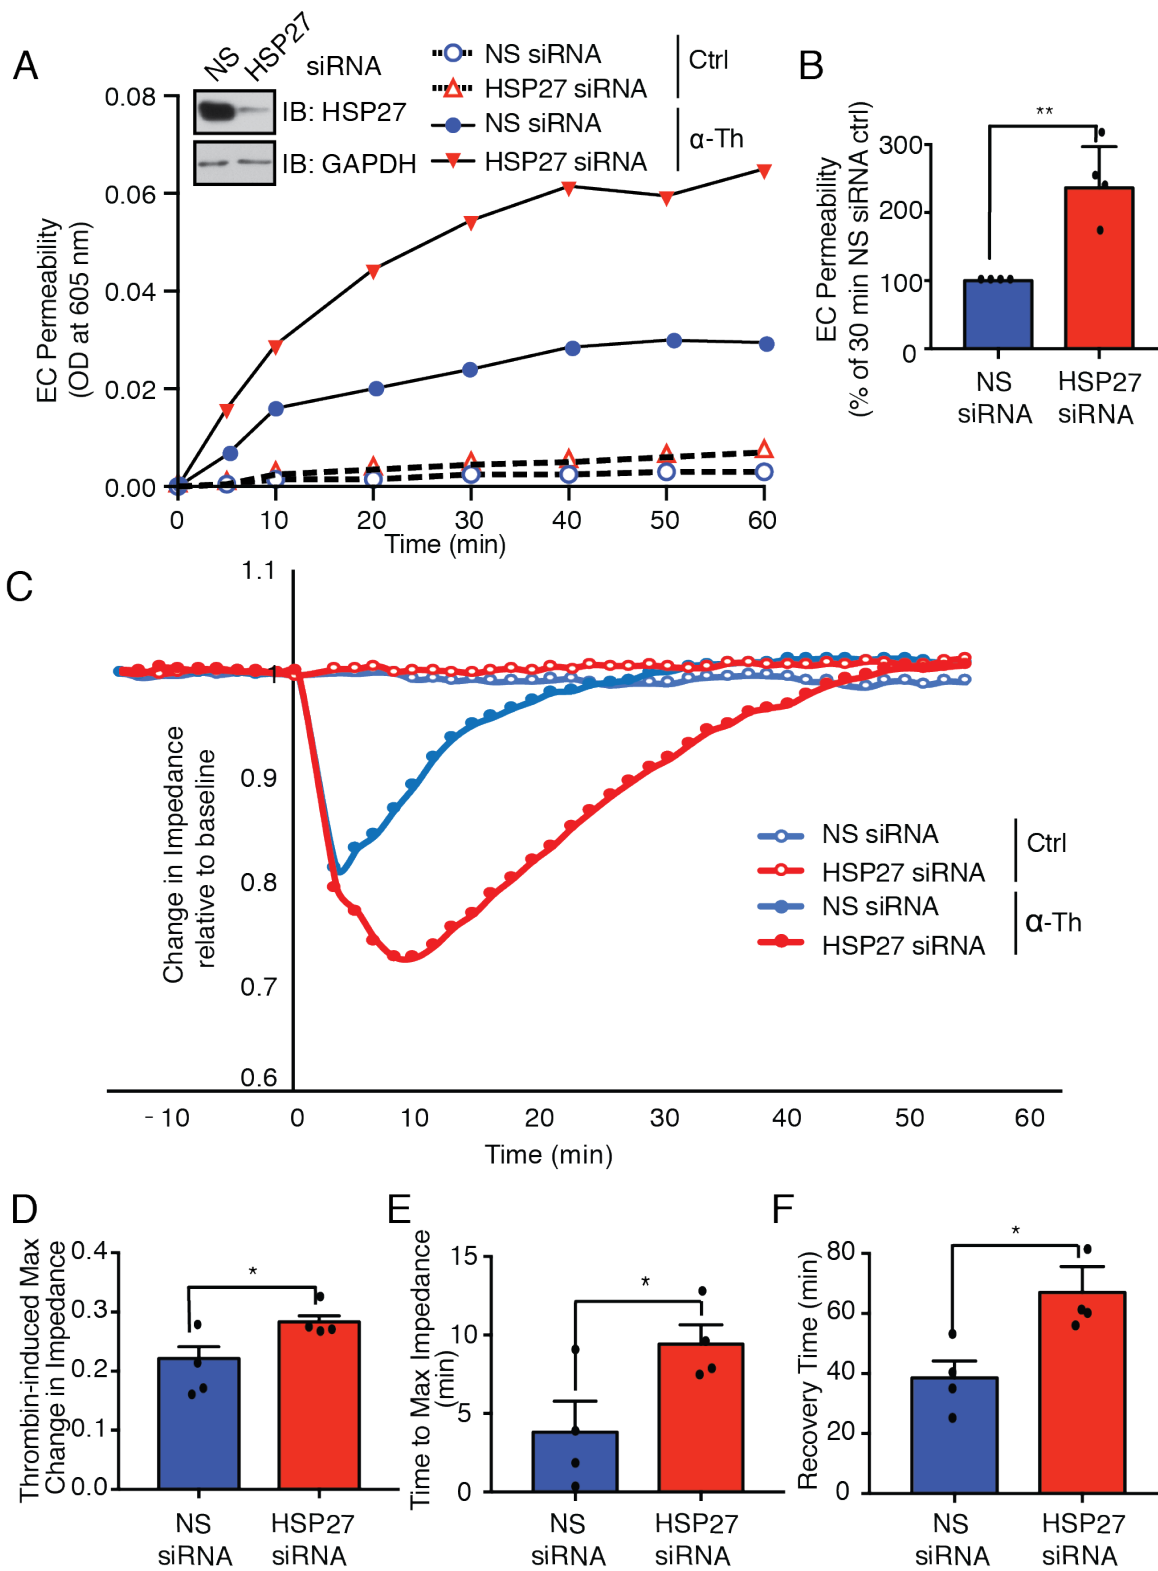 A
NS
HSP27
siRNA
IB: HSP27
IB: GAPDH
NS siRNA
HSP27 siRNA
Ctrl
NS siRNA
HSP27 siRNA
α-Th
EC Permeability
(OD at 605 nm)
0.08
0.06
0.04
0.02
0.00
0 10 20 30 40 50 60
Time (min)
B
**
EC Permeability
(% of 30 min NS siRNA ctrl)
300
200
100
0
NS
siRNA
HSP27
siRNA
C
1.1
1
0.9
0.8
0.7
0.6
Change in Impedance
relative to baseline
NS siRNA
HSP27 siRNA
Ctrl
NS siRNA
HSP27 siRNA
α-Th
-10 0 10 20 30 40 50 60
Time (min)
D
Thrombin-induced Max
Change in Impedance
0.4
0.3
0.2
0.1
0.0
*
NS
siRNA
HSP27
siRNA
E
Time to Max Impedance
(min)
15
10
5
0
*
NS
siRNA
HSP27
siRNA
F
Recovery Time (min)
80
60
40
20
0
*
NS
siRNA
HSP27
siRNA